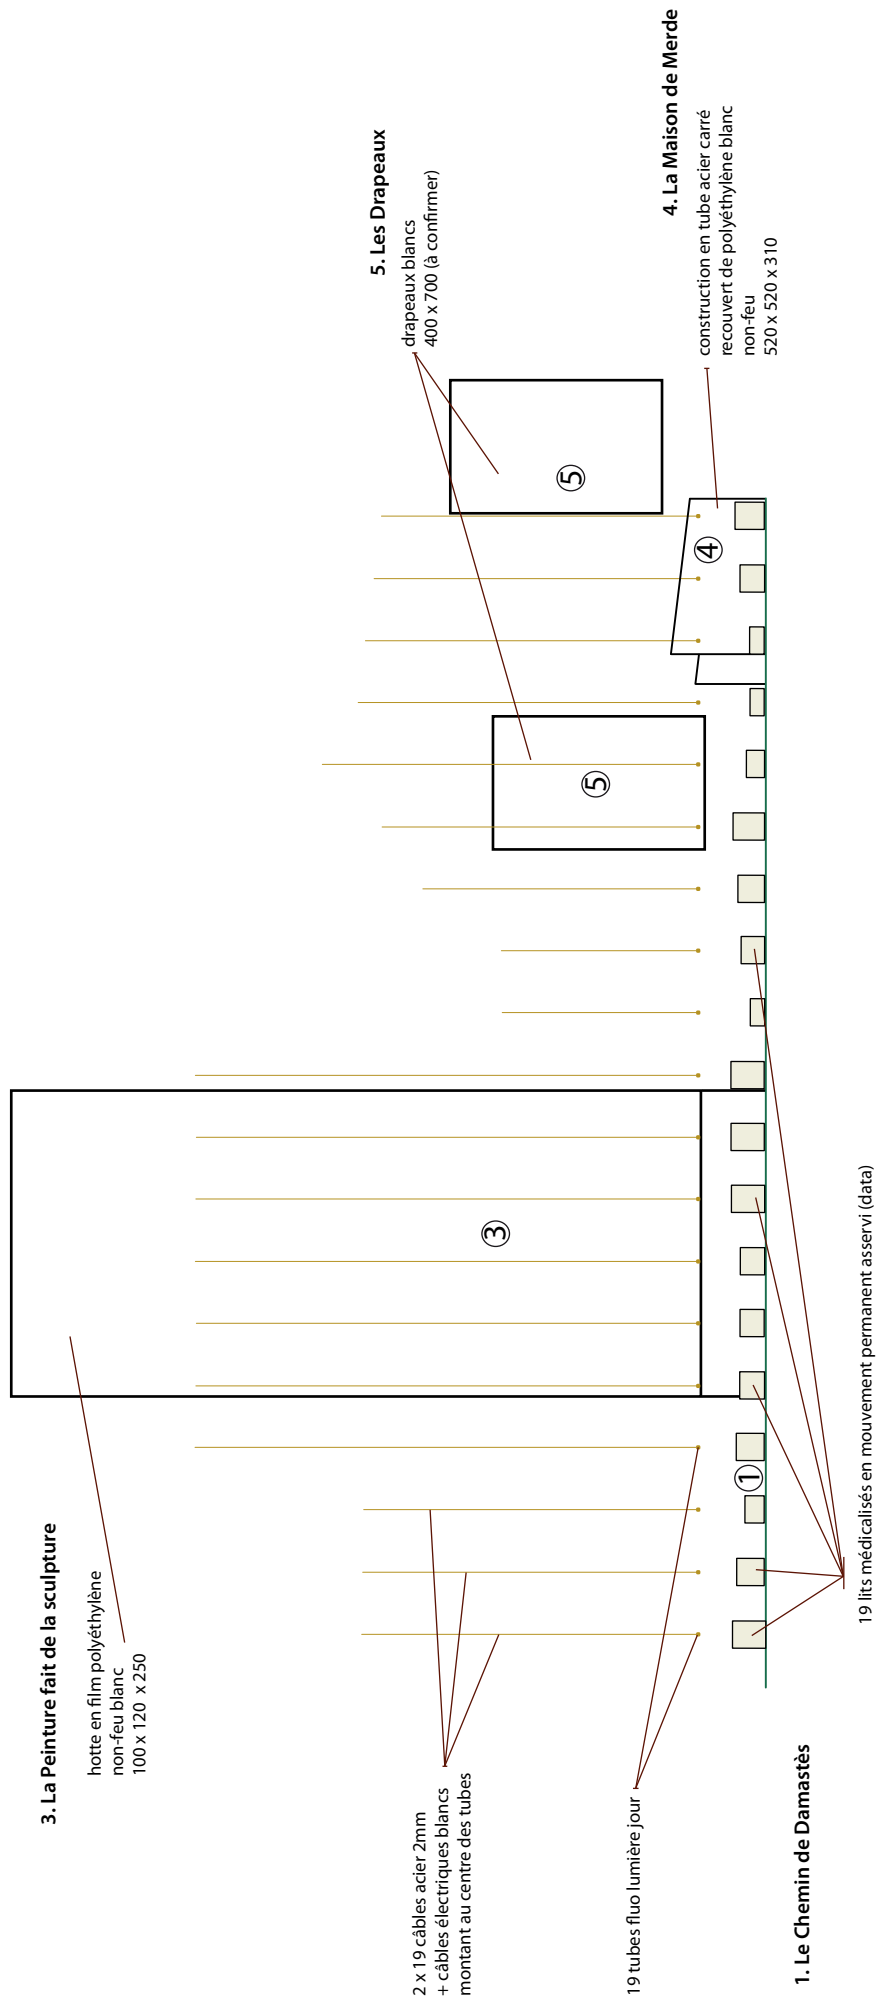 3. La Peinture fait de la sculpture
hotte en film polyéthylène
non-feu blanc
100 x 120 x 250
2 x 19 câbles acier 2mm
+ câbles électriques blancs
montant au centre des tubes
19 tubes fluo lumière jour
1. Le Chemin de Damastès
19 lits médicalisés en mouvement permanent asservi (data)
5. Les Drapeaux
drapeaux blancs
400 x 700 (à confirmer)
4. La Maison de Merde
construction en tube acier carré
recouvert de polyéthylène blanc
non-feu
520 x 520 x 310
1
3
5
4
5